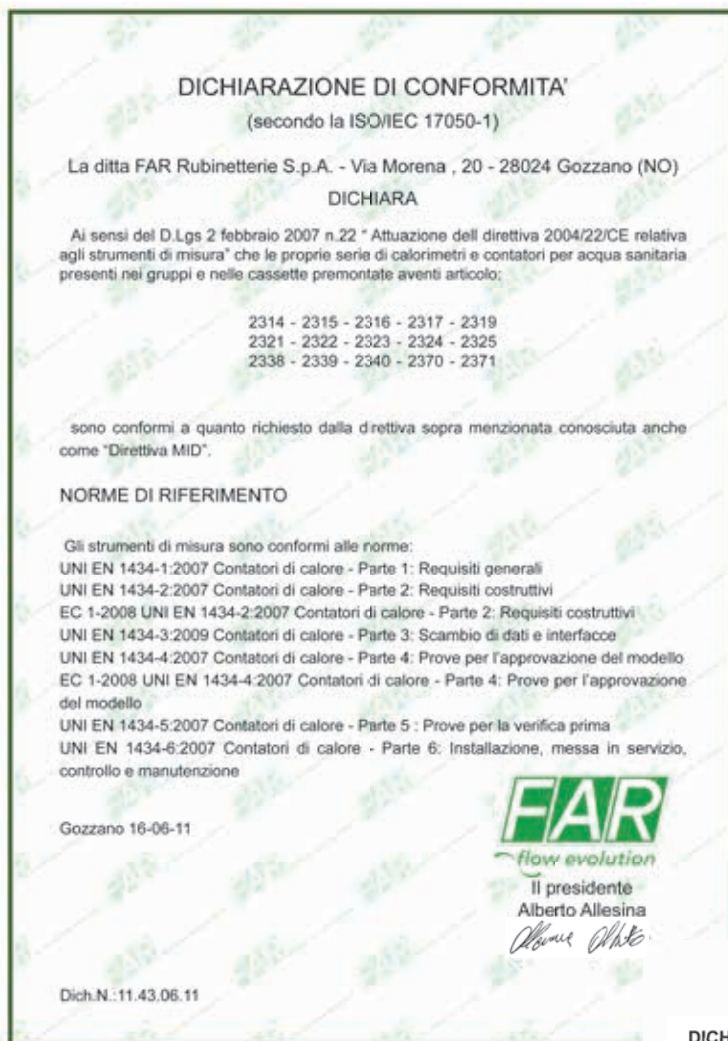 DICHIARAZIONE DI CONFORMITA'
(secondo la ISO/IEC 17050-1)
La ditta FAR Rubinetterie S.p.A. - Via Morena , 20 - 28024 Gozzano (NO)
DICHIARA
Ai sensi del D.Lgs 2 febbraio 2007 n.22 " Attuazione dell direttiva 2004/22/CE relativa
agli strumenti di misura" che le proprie serie di calorimetri e contatori per acqua sanitaria
presenti nei gruppi e nelle cassette premontate aventi articolo:
2314 - 2315 - 2316 - 2317 - 2319
2321 - 2322 - 2323 - 2324 - 2325
2338 - 2339 - 2340 - 2370 - 2371
sono conformi a quanto richiesto dalla direttiva sopra menzionata conosciuta anche
come "Direttiva MID".
NORME DI RIFERIMENTO
Gli strumenti di misura sono conformi alle norme:
UNI EN 1434-1:2007 Contatori di calore - Parte 1: Requisiti generali
UNI EN 1434-2:2007 Contatori di calore - Parte 2: Requisiti costruttivi
EC 1-2008 UNI EN 1434-2:2007 Contatori di calore - Parte 2: Requisiti costruttivi
UNI EN 1434-3:2009 Contatori di calore - Parte 3: Scambio di dati e interfacce
UNI EN 1434-4:2007 Contatori di calore - Parte 4: Prove per l'approvazione del modello
EC 1-2008 UNI EN 1434-4:2007 Contatori di calore - Parte 4: Prove per l'approvazione
del modello
UNI EN 1434-5:2007 Contatori di calore - Parte 5 : Prove per la verifica prima
UNI EN 1434-6:2007 Contatori di calore - Parte 6: Installazione, messa in servizio,
controllo e manutenzione
Gozzano 16-06-11
FAR
flow evolution
Il presidente
Alberto Allesina
Dich.N.:11.43.06.11
DICH